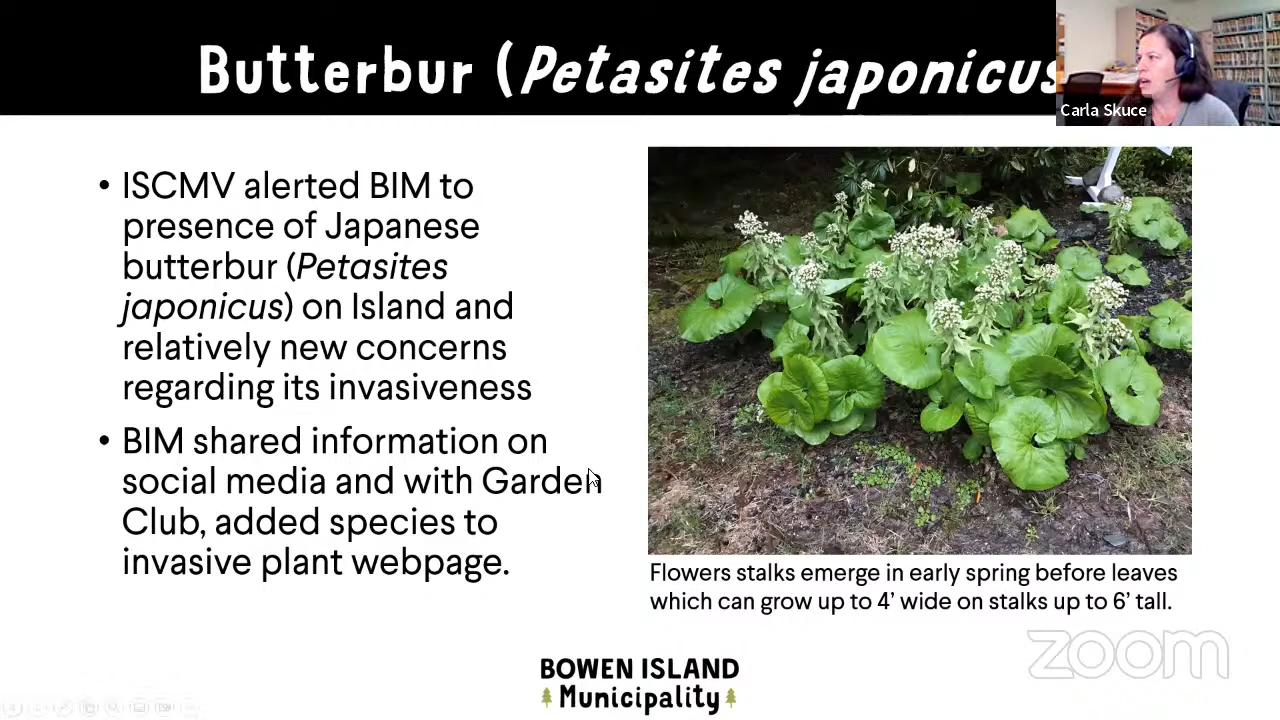 Butterbur (Petasites japonicus
Carla Skuce
• ISCMV alerted BIM to
presence of Japanese
butterbur (Petasites
japonicus) on Island and
relatively new concerns
regarding its invasiveness
• BIM shared information on
social media and with Garden
Club, added species to
invasive plant webpage.
Flowers stalks emerge in early spring before leaves
which can grow up to 4’ wide on stalks up to 6’ tall.
zoom
BOWEN ISLAND
Municipality